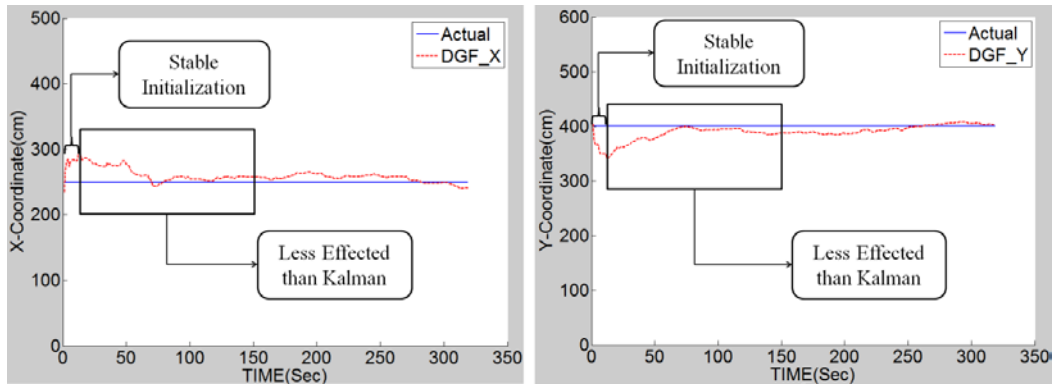 500
400
300
200
100
0
X-Coordinate(cm)
0 50 100 150 200 250 300 350
TIME(Sec)
Actual
DGF_X
Stable
Initialization
Less Effected
than Kalman
600
500
400
300
200
100
0
Y-Coordinate(cm)
0 50 100 150 200 250 300 350
TIME(Sec)
Actual
DGF_Y
Stable
Initialization
Less Effected
than Kalman